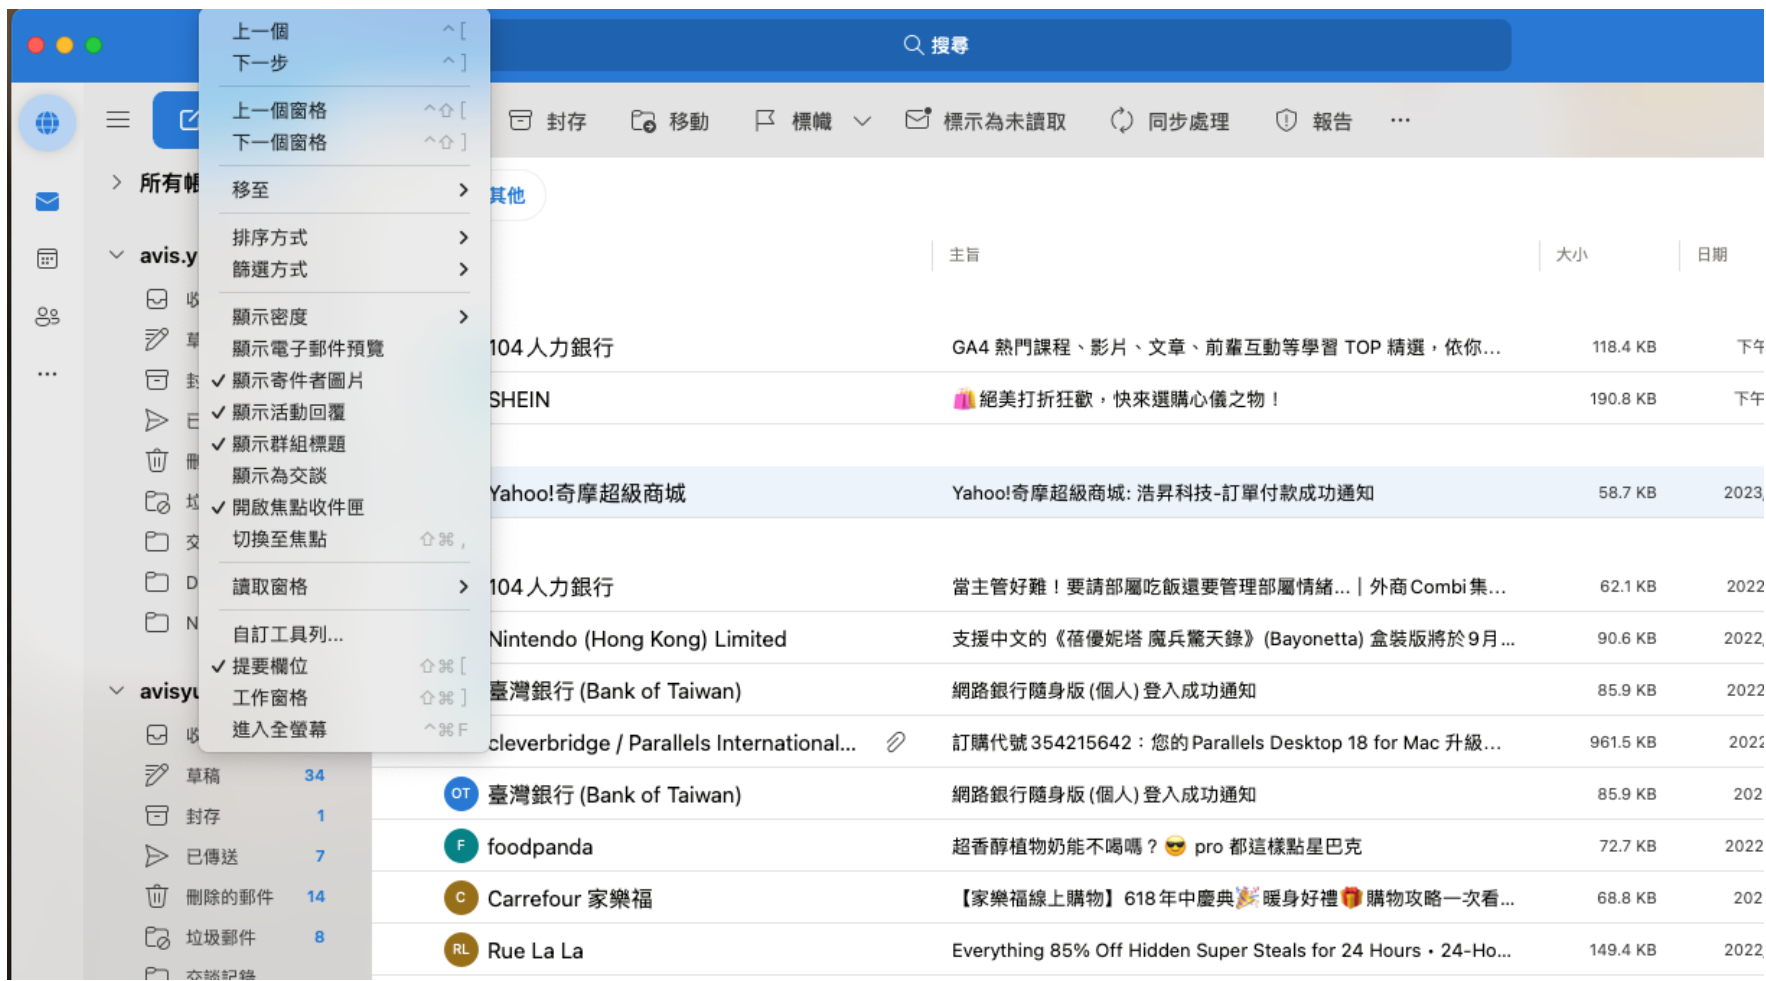 搜尋
上一個 ^[
下一步 ^]
上一個窗格 ^⇧[
下一個窗格 ^⇧]
移至
排序方式
篩選方式
顯示密度
顯示電子郵件預覽
✓ 顯示寄件者圖片
✓ 顯示活動回覆
✓ 顯示群組標題
顯示為交談
✓ 開啟焦點收件匣
切換至焦點 ⇧⌘,
讀取窗格
自訂工具列...
✓ 提要欄位 ⇧⌘[
工作窗格 ⇧⌘]
進入全螢幕 ^⌘F
封存 移動 標幟 標示為未讀取 同步處理 報告 ...
所有帳
avis.y
收
草
封
已
刪
垃
交
D
N
avisyu
收
草稿 34
封存 1
已傳送 7
刪除的郵件 14
垃圾郵件 8
交談記錄
其他
主旨 大小 日期
104人力銀行 GA4 熱門課程、影片、文章、前輩互動等學習 TOP 精選，依你... 118.4 KB 下午
SHEIN 🛍️ 絕美打折狂歡，快來選購心儀之物！ 190.8 KB 下午
Yahoo!奇摩超級商城 Yahoo!奇摩超級商城: 浩昇科技-訂單付款成功通知 58.7 KB 2023
104人力銀行 當主管好難！要請部屬吃飯還要管理部屬情緒...｜外商Combi集... 62.1 KB 2022
Nintendo (Hong Kong) Limited 支援中文的《蓓優妮塔 魔兵驚天錄》(Bayonetta) 盒裝版將於9月... 90.6 KB 2022
臺灣銀行 (Bank of Taiwan) 網路銀行隨身版 (個人) 登入成功通知 85.9 KB 2022
cleverbridge / Parallels International... 訂購代號 354215642：您的 Parallels Desktop 18 for Mac 升級... 961.5 KB 2022
OT 臺灣銀行 (Bank of Taiwan) 網路銀行隨身版 (個人) 登入成功通知 85.9 KB 202
F foodpanda 超香醇植物奶能不喝嗎？😎 pro 都這樣點星巴克 72.7 KB 2022
C Carrefour 家樂福 【家樂福線上購物】618年中慶典🎉暖身好禮🎁購物攻略一次看... 68.8 KB 202
RL Rue La La Everything 85% Off Hidden Super Steals for 24 Hours • 24-Ho... 149.4 KB 2022